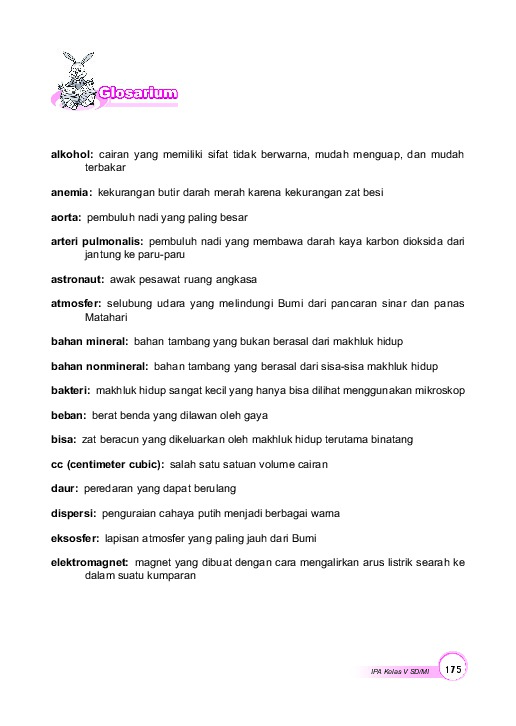 Glosarium
alkohol: cairan yang memiliki sifat tidak berwarna, mudah menguap, dan mudah
terbakar
anemia: kekurangan butir darah merah karena kekurangan zat besi
aorta: pembuluh nadi yang paling besar
arteri pulmonalis: pembuluh nadi yang membawa darah kaya karbon dioksida dari
jantung ke paru-paru
astronaut: awak pesawat ruang angkasa
atmosfer: selubung udara yang melindungi Bumi dari pancaran sinar dan panas
Matahari
bahan mineral: bahan tambang yang bukan berasal dari makhluk hidup
bahan nonmineral: bahan tambang yang berasal dari sisa-sisa makhluk hidup
bakteri: makhluk hidup sangat kecil yang hanya bisa dilihat menggunakan mikroskop
beban: berat benda yang dilawan oleh gaya
bisa: zat beracun yang dikeluarkan oleh makhluk hidup terutama binatang
cc (centimeter cubic): salah satu satuan volume cairan
daur: peredaran yang dapat berulang
dispersi: penguraian cahaya putih menjadi berbagai warna
eksosfer: lapisan atmosfer yang paling jauh dari Bumi
elektromagnet: magnet yang dibuat dengan cara mengalirkan arus listrik searah ke
dalam suatu kumparan
IPA Kelas V SD/MI 175